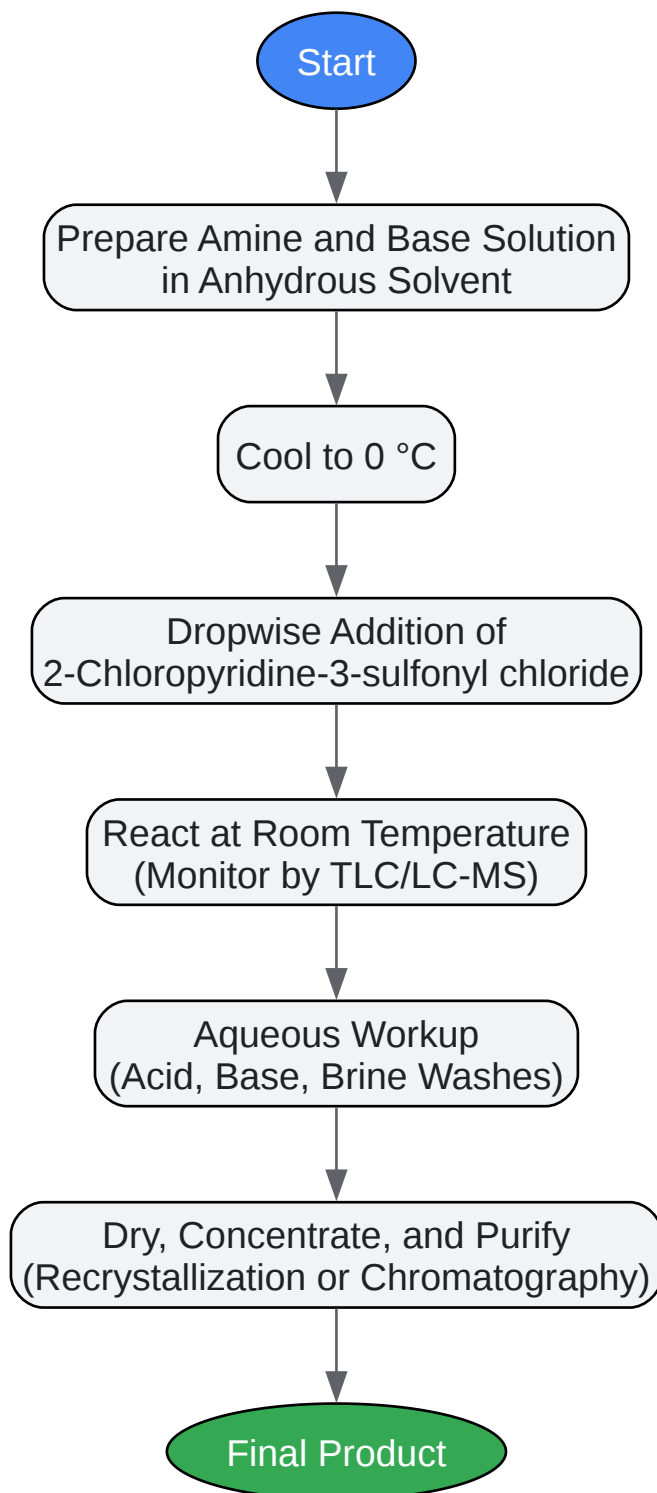 Start
Prepare Amine and Base Solution
in Anhydrous Solvent
Cool to 0 °C
Dropwise Addition of
2-Chloropyridine-3-sulfonyl chloride
React at Room Temperature
(Monitor by TLC/LC-MS)
Aqueous Workup
(Acid, Base, Brine Washes)
Dry, Concentrate, and Purify
(Recrystallization or Chromatography)
Final Product